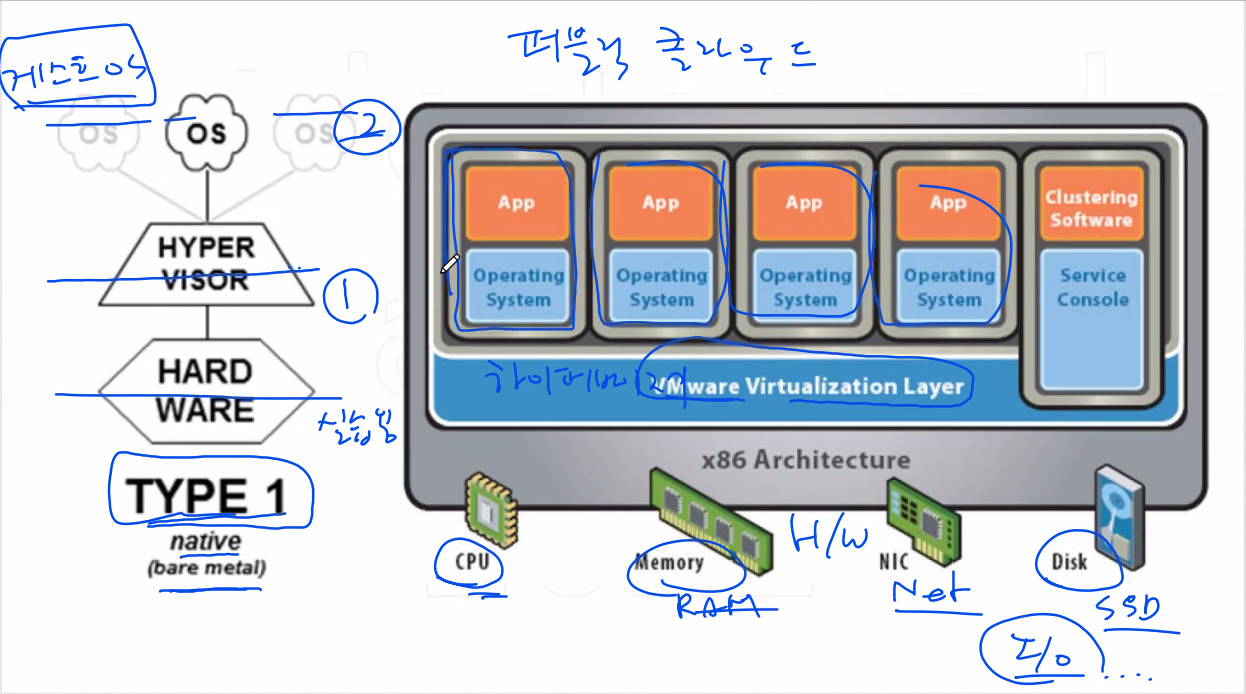 퍼블릭 클라우드
게스트 OS
OS
OS
OS
②
HYPER
VISOR
①
HARD
WARE
TYPE 1
native
(bare metal)
App
Operating
System
App
Operating
System
App
Operating
System
App
Operating
System
Clustering
Software
Service
Console
하이퍼바이저
VMware Virtualization Layer
x86 Architecture
CPU
Memory
RAM
H/W
NIC
Net
Disk
SSD
I/O ....